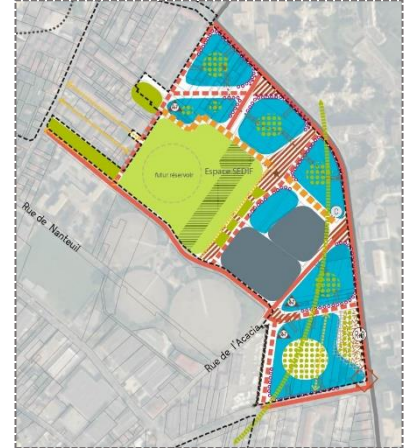 futur réservoir
Espace SEDIF
Rue de Nanteuil
Rue de l'Acacia